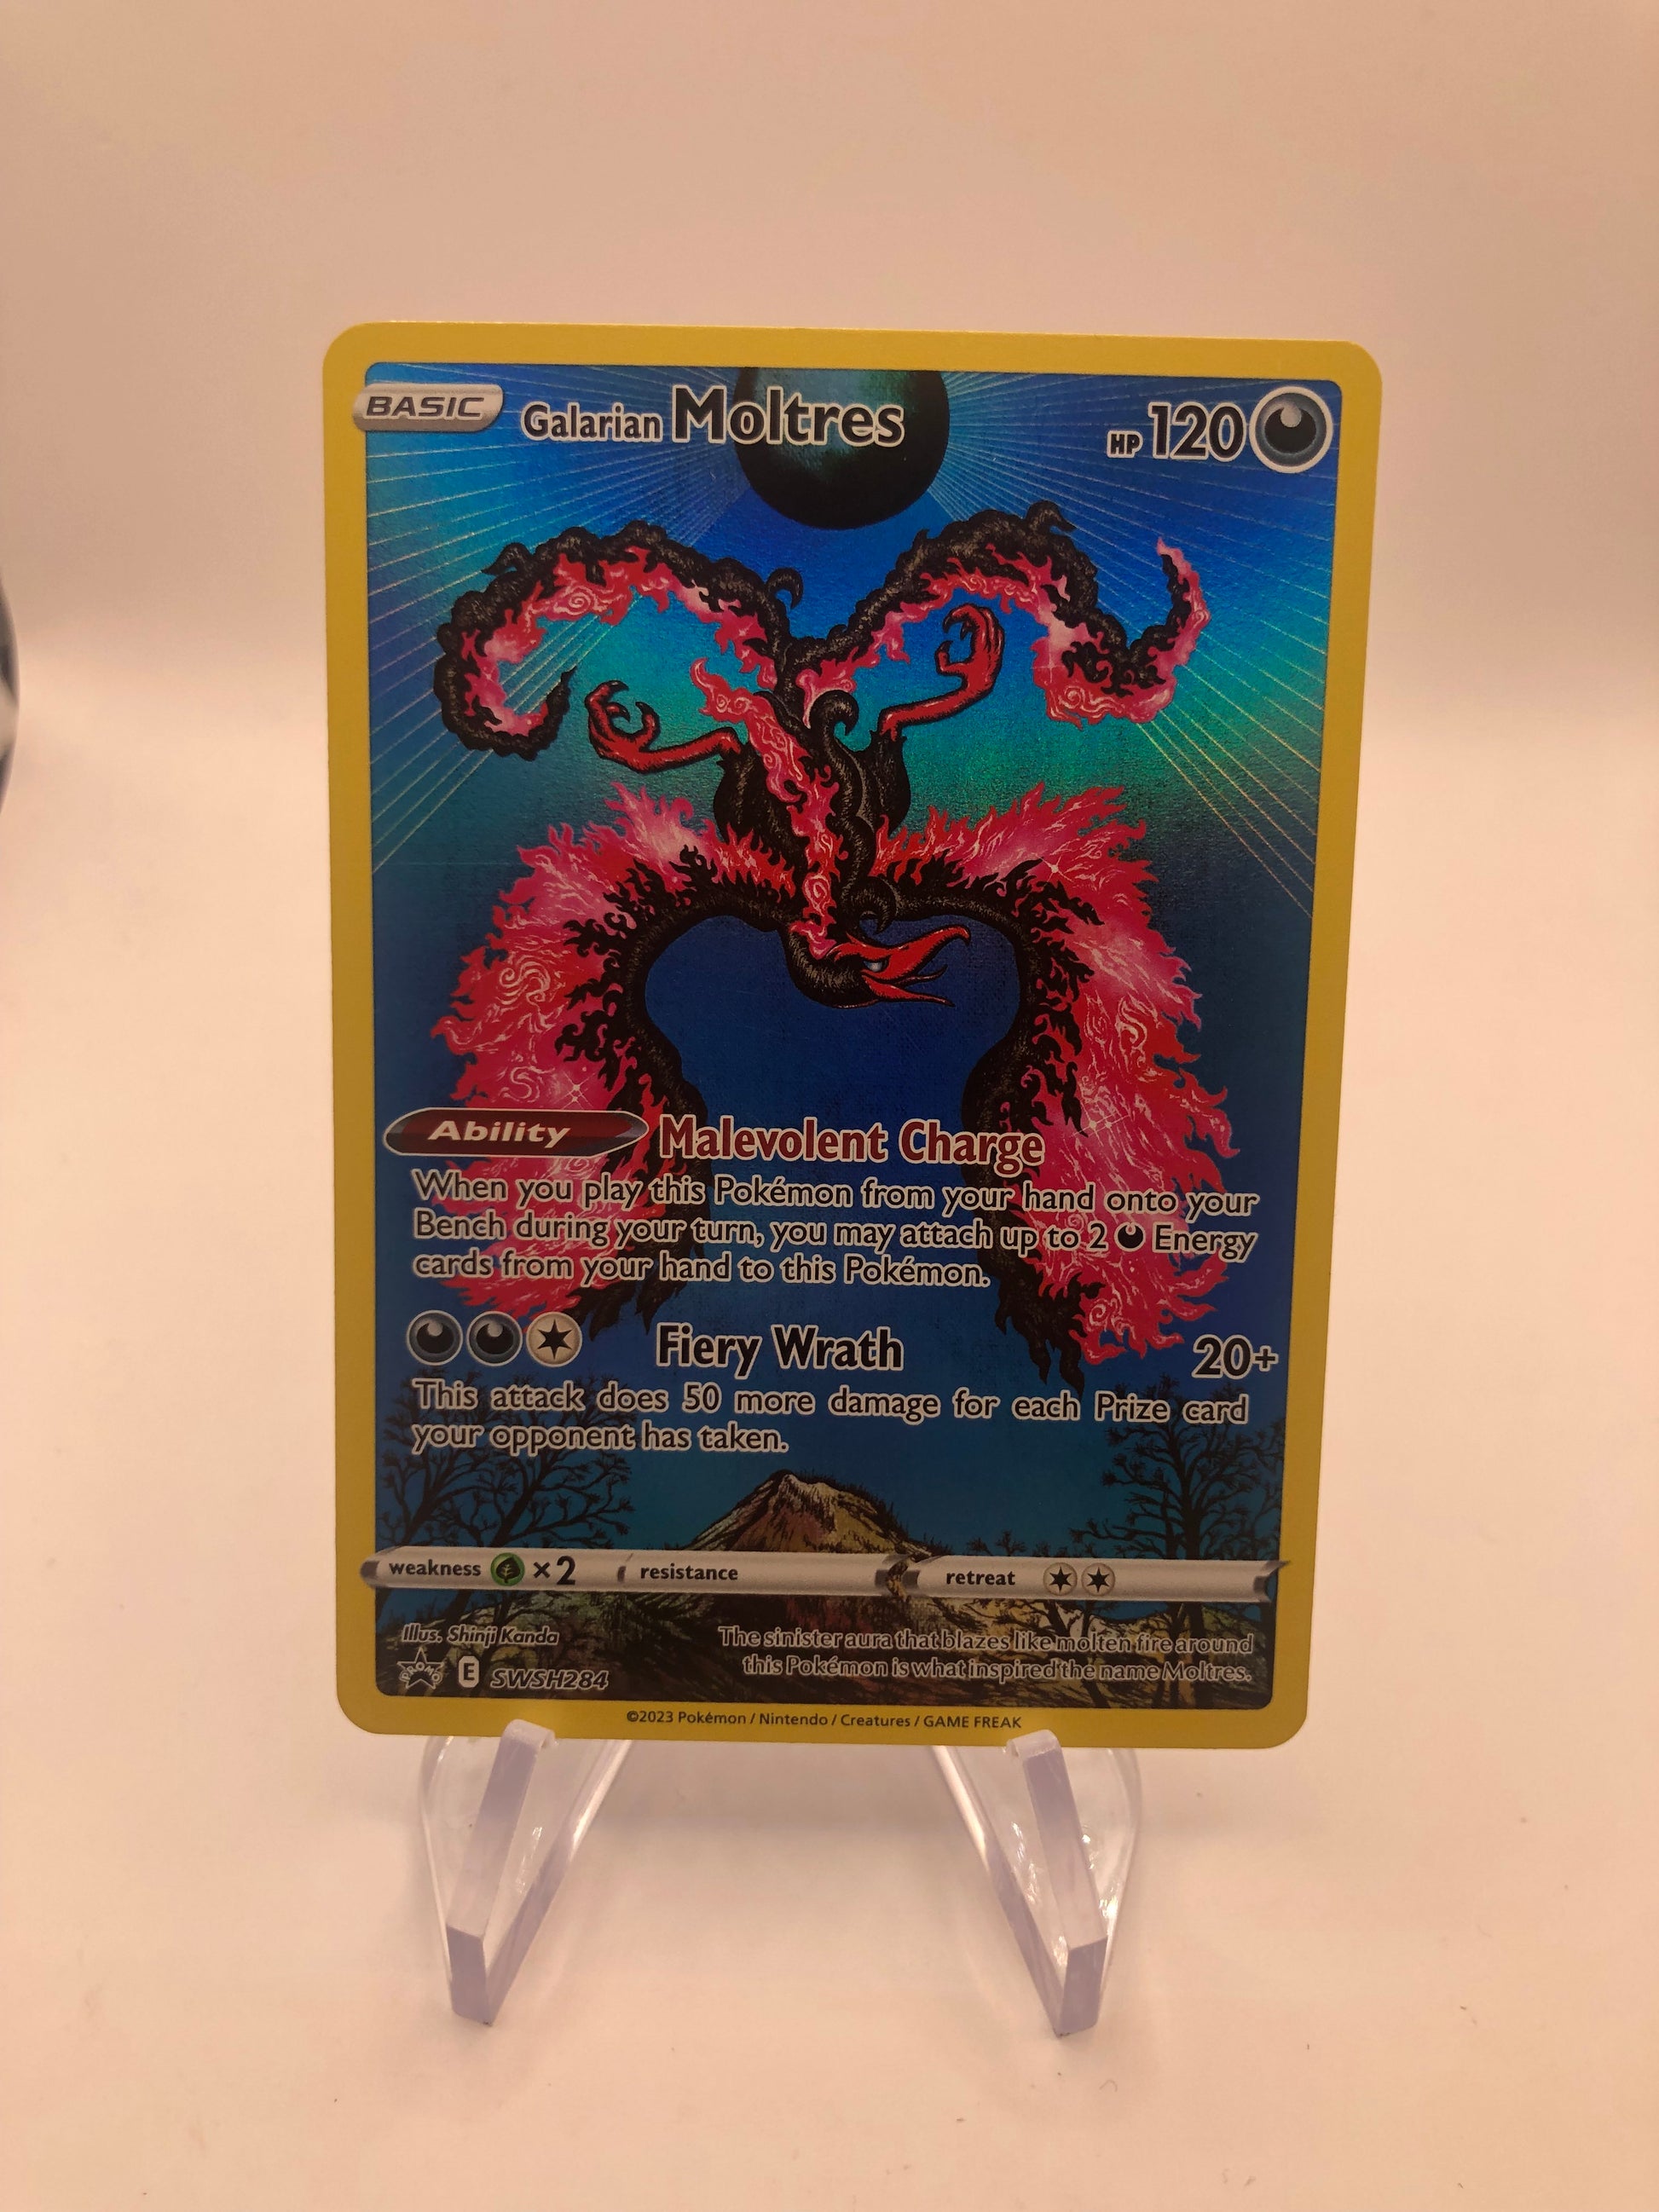 BASIC Galarian Moltres HP 120
Ability Malevolent Charge
When you play this Pokémon from your hand onto your
Bench during your turn, you may attach up to 2 Energy
cards from your hand to this Pokémon.
Fiery Wrath 20+
This attack does 50 more damage for each Prize card
your opponent has taken.
weakness ×2 resistance retreat
Illus. Shinji Kanda
The sinister aura that blazes like molten fire around
this Pokémon is what inspired the name Moltres.
PROMO E SWSH284
©2023 Pokémon / Nintendo / Creatures / GAME FREAK